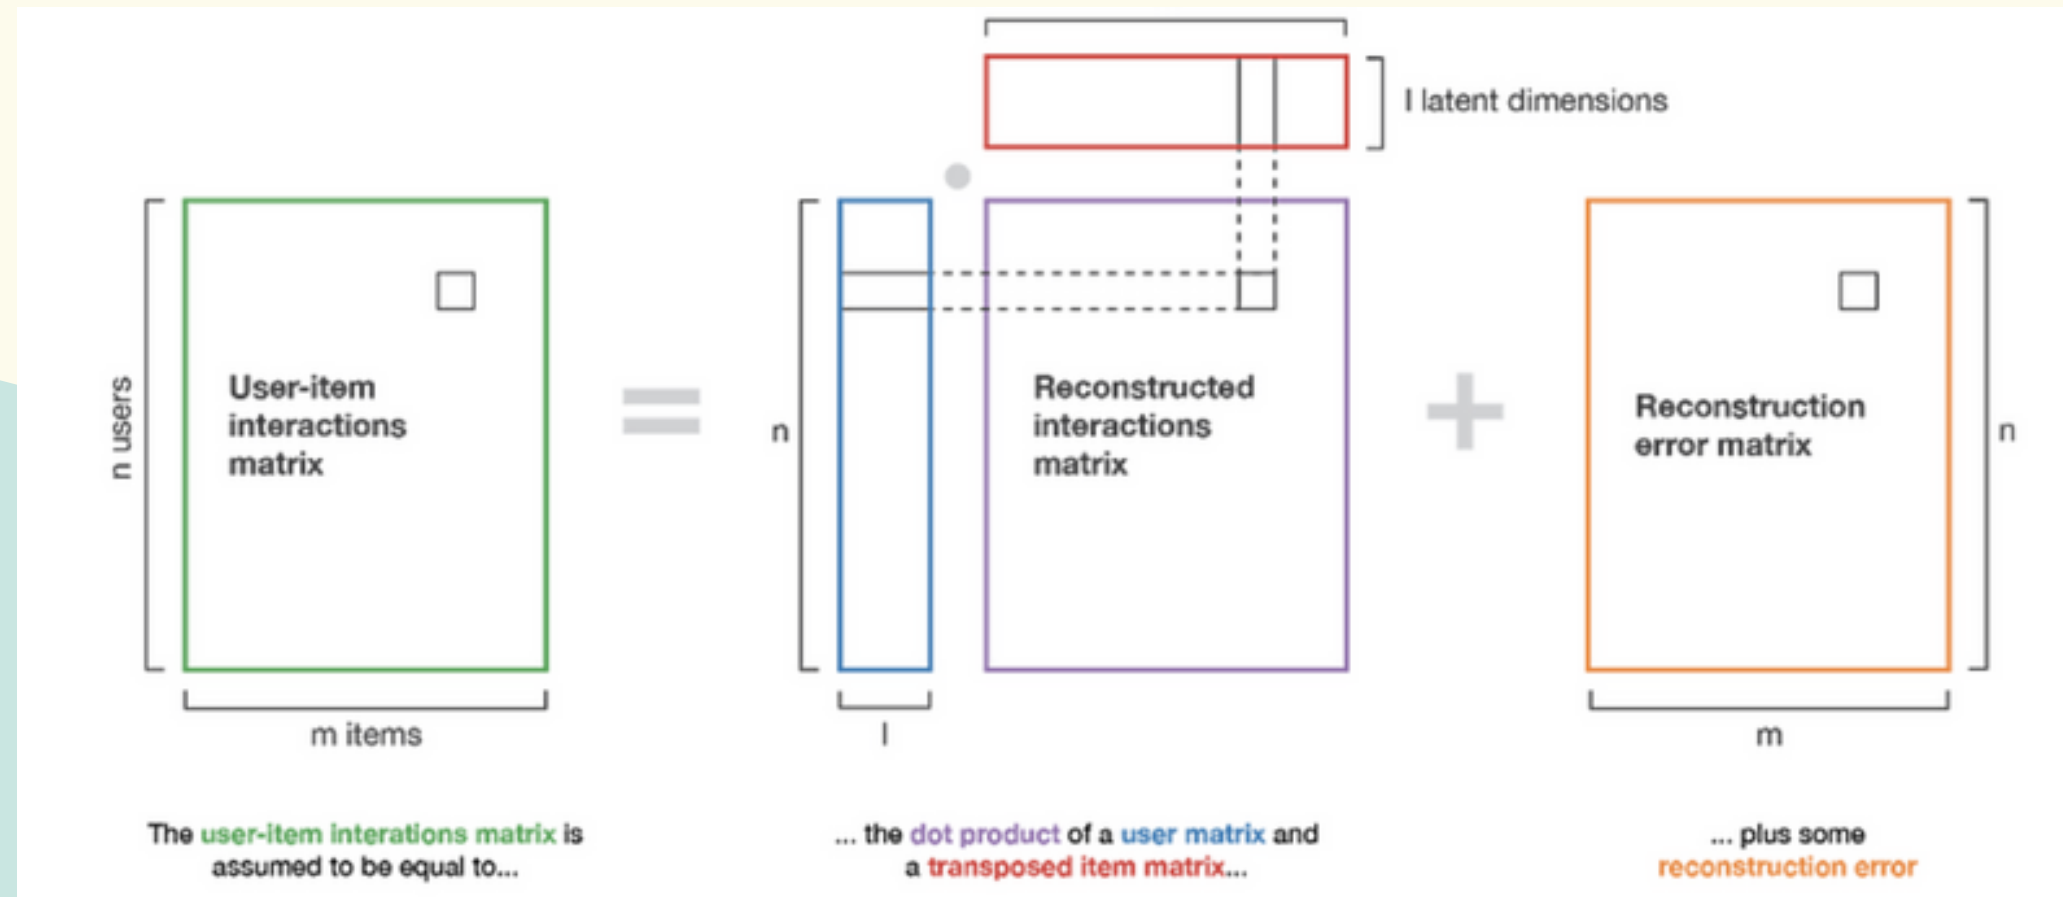 l latent dimensions
n users
User-item
interactions
matrix
m items
=
n
l
Reconstructed
interactions
matrix
+
Reconstruction
error matrix
n
m
The user-item interations matrix is
assumed to be equal to...
... the dot product of a user matrix and
a transposed item matrix...
... plus some
reconstruction error